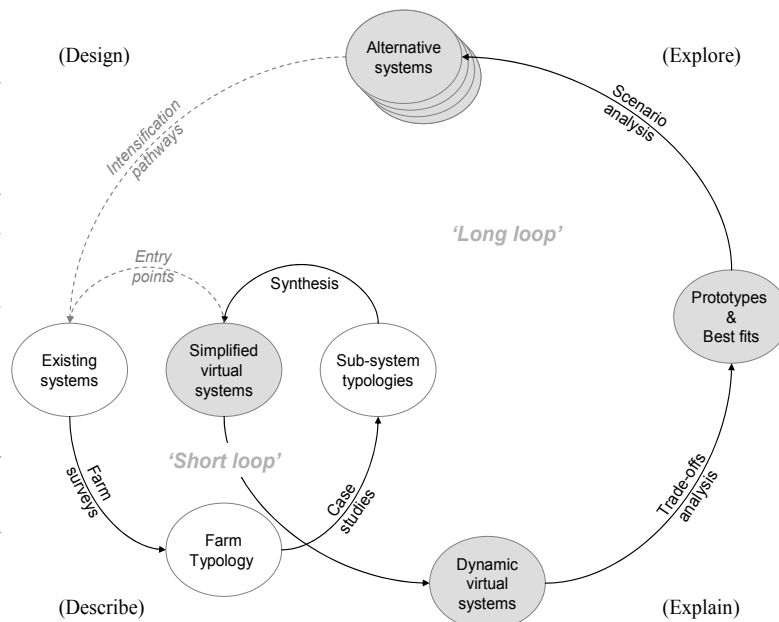 (Design)
Alternative
systems
(Explore)
Scenario
analysis
Intensification
pathways
'Long loop'
Entry
points
Synthesis
Prototypes
&
Best fits
Existing
systems
Simplified
virtual
systems
Sub-system
typologies
'Short loop'
Farm
surveys
Case
studies
Trade-offs
analysis
Farm
Typology
Dynamic
virtual
systems
(Describe)
(Explain)